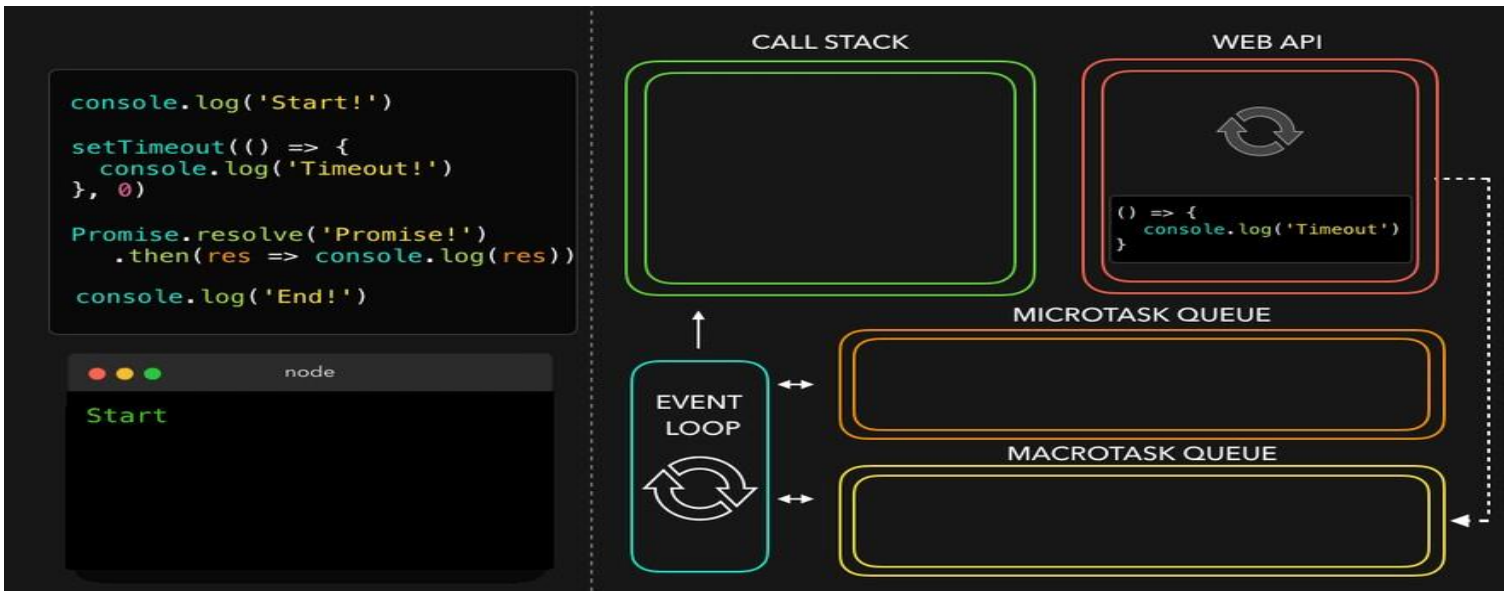 console.log('Start!')
setTimeout(() => {
  console.log('Timeout!')
}, 0)
Promise.resolve('Promise!')
   .then(res => console.log(res))
console.log('End!')
node
Start
CALL STACK
WEB API
() => {
   console.log('Timeout')
}
MICROTASK QUEUE
EVENT
LOOP
MACROTASK QUEUE